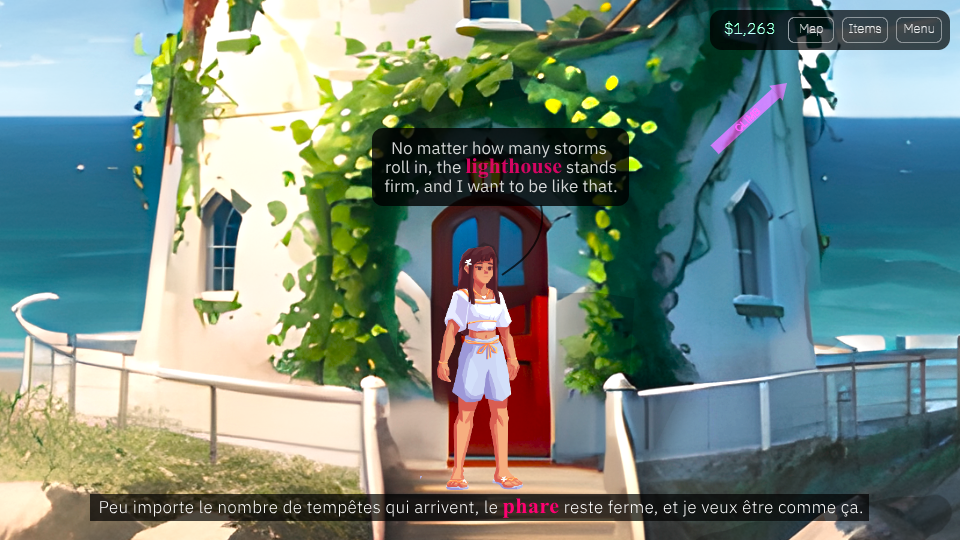 $1,263 Map Items Menu
No matter how many storms
roll in, the lighthouse stands
firm, and I want to be like that.
Peu importe le nombre de tempêtes qui arrivent, le phare reste ferme, et je veux être comme ça.